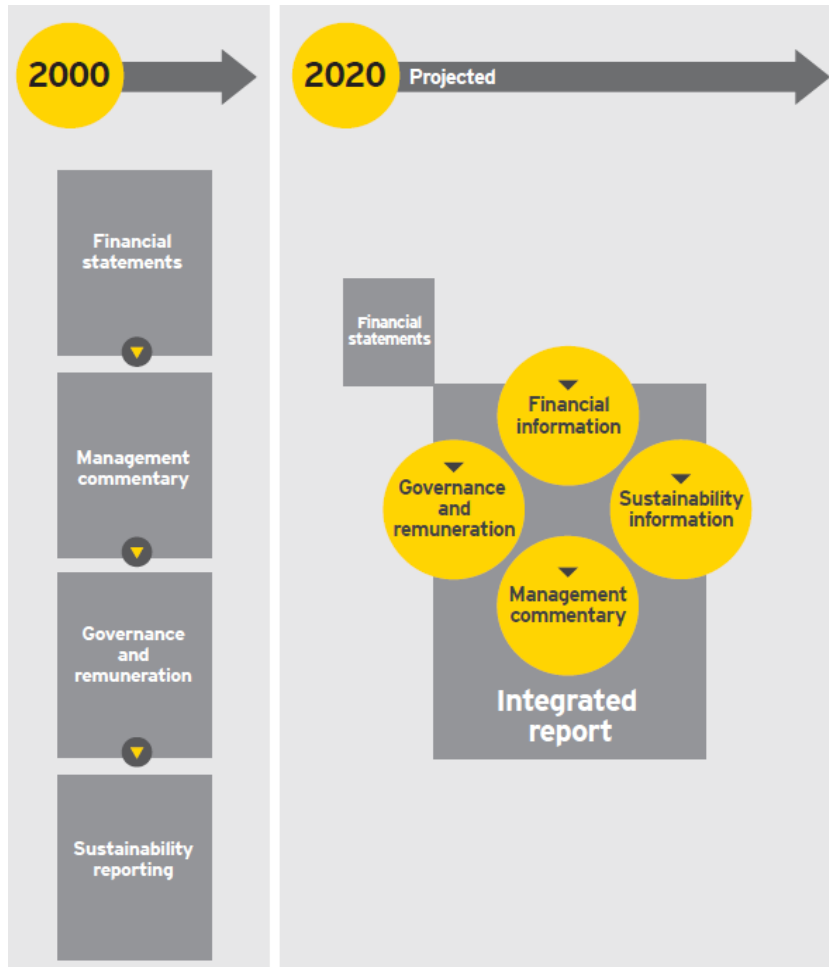 2000
Financial
statements
Management
commentary
Governance
and
remuneration
Sustainability
reporting
2020 Projected
Financial
statements
Financial
information
Governance
and
remuneration
Sustainability
information
Management
commentary
Integrated
report